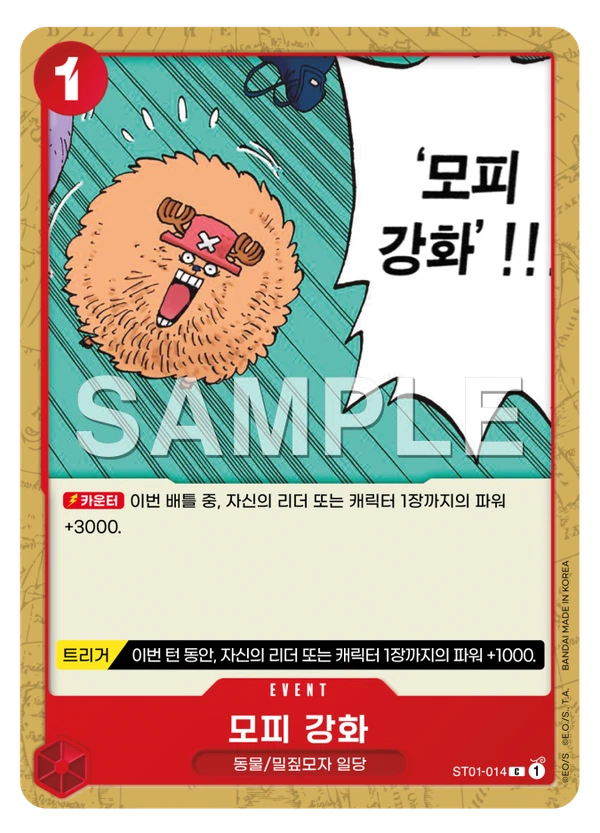 1
‘모피
강화’ !!!
SAMPLE
카운터 이번 배틀 중, 자신의 리더 또는 캐릭터 1장까지의 파워
+3000.
트리거 이번 턴 동안, 자신의 리더 또는 캐릭터 1장까지의 파워 +1000.
EVENT
모피 강화
동물/밀짚모자 일당
ST01-014 C 1
©E.O/S. ©E.O./S., T.A. BANDAI MADE IN KOREA